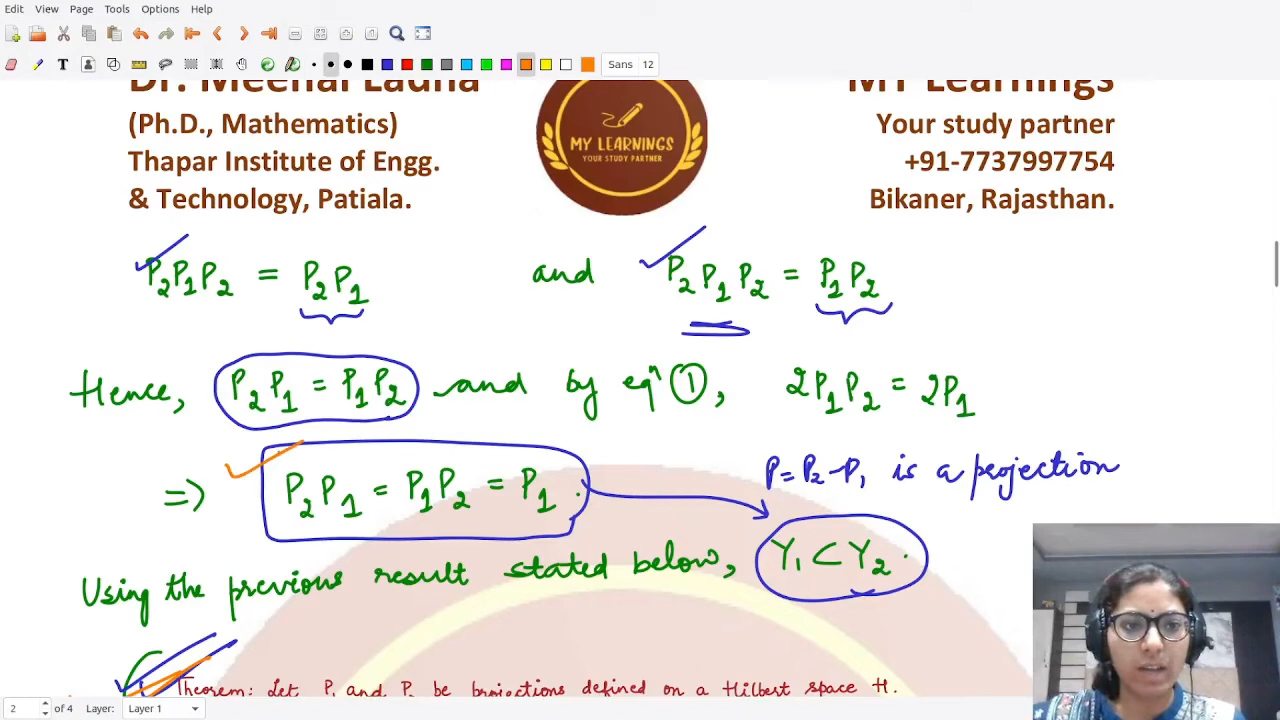 Edit View Page Tools Options Help
Sans 12
MY Learnings
(Ph.D., Mathematics)
Your study partner
Thapar Institute of Engg.
+91-7737997754
& Technology, Patiala.
Bikaner, Rajasthan.
MY LEARNINGS
YOUR STUDY PARTNER
P₂P₁P₂ = P₂P₁ and P₂P₁P₂ = P₁P₂
Hence, P₂P₁ = P₁P₂ and by eqⁿ ①, 2P₁P₂ = 2P₁
P = P₂ - P₁ is a projection
=> P₂P₁ = P₁P₂ = P₁.
Using the previous result stated below, Y₁ ⊂ Y₂.
Theorem: Let P₁ and P₂ be projections defined on a Hilbert space H.
2 of 4 Layer: Layer 1